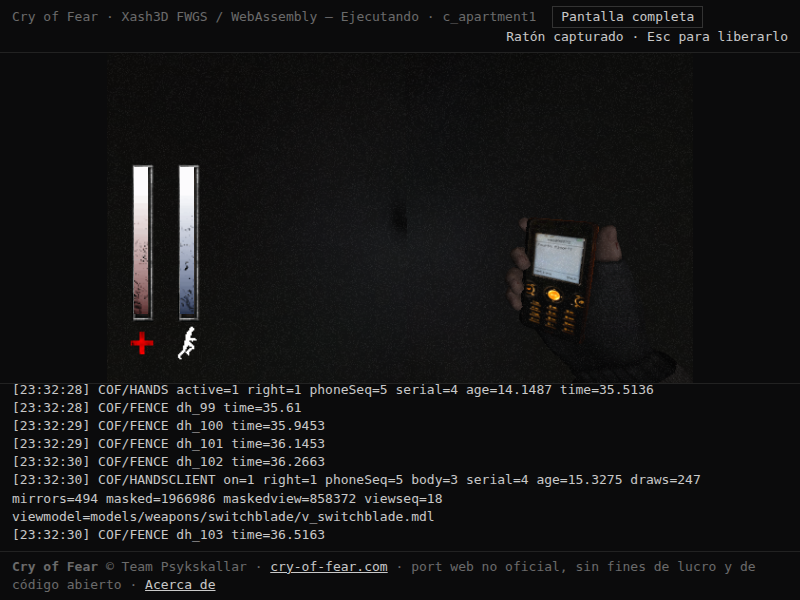 Cry of Fear · Xash3D FWGS / WebAssembly — Ejecutando · c_apartment1
Pantalla completa
Ratón capturado · Esc para liberarlo
[23:32:28] COF/HANDS active=1 right=1 phoneSeq=5 serial=4 age=14.1487 time=35.5136
[23:32:28] COF/FENCE dh_99 time=35.61
[23:32:29] COF/FENCE dh_100 time=35.9453
[23:32:29] COF/FENCE dh_101 time=36.1453
[23:32:30] COF/FENCE dh_102 time=36.2663
[23:32:30] COF/HANDSCLIENT on=1 right=1 phoneSeq=5 body=3 serial=4 age=15.3275 draws=247
mirrors=494 masked=1966986 maskedview=858372 viewseq=18
viewmodel=models/weapons/switchblade/v_switchblade.mdl
[23:32:30] COF/FENCE dh_103 time=36.5163
Cry of Fear © Team Psykskallar · cry-of-fear.com · port web no oficial, sin fines de lucro y de
código abierto · Acerca de